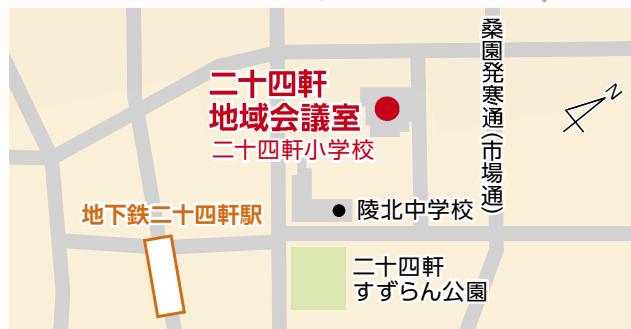 二十四軒
地域会議室
二十四軒小学校
桑園発寒通(市場通)
N
陵北中学校
地下鉄二十四軒駅
二十四軒
すずらん公園